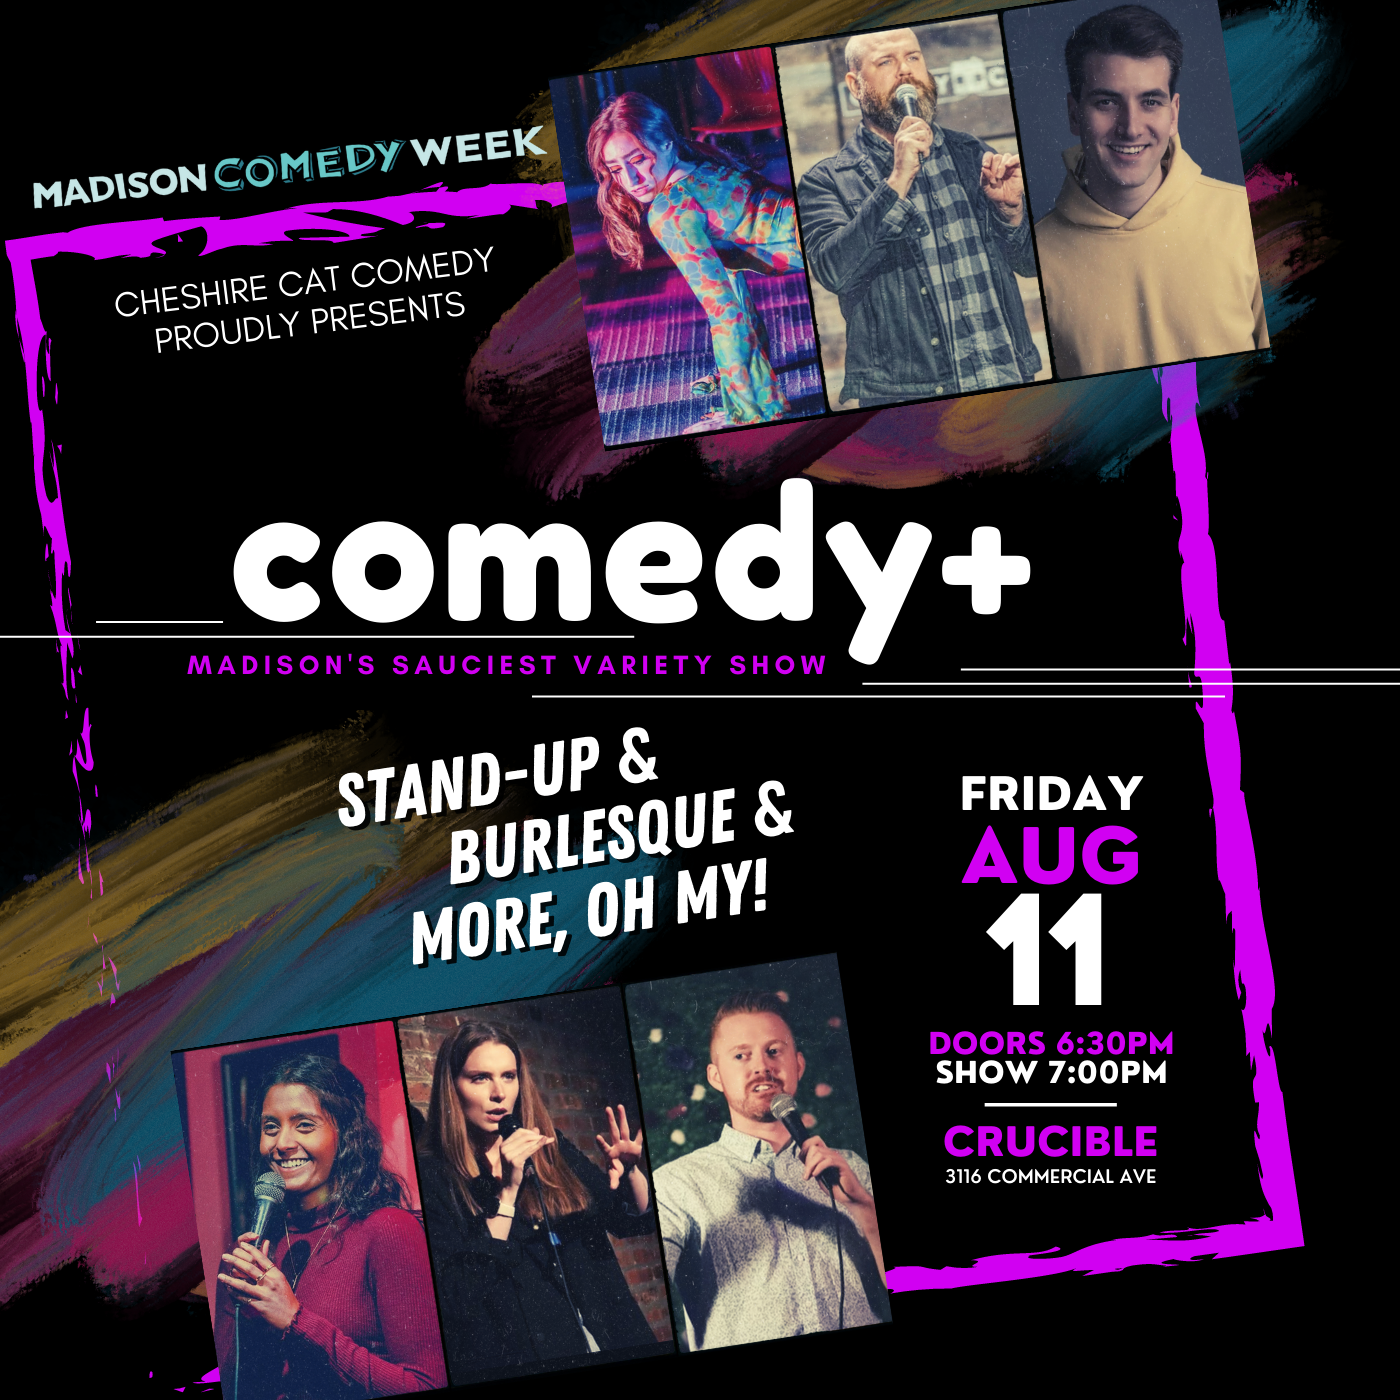 MADISON COMEDY WEEK
CHESHIRE CAT COMEDY
PROUDLY PRESENTS
comedy+
MADISON'S SAUCIEST VARIETY SHOW
STAND-UP &
BURLESQUE &
MORE, OH MY!
FRIDAY
AUG
11
DOORS 6:30PM
SHOW 7:00PM
CRUCIBLE
3116 COMMERCIAL AVE